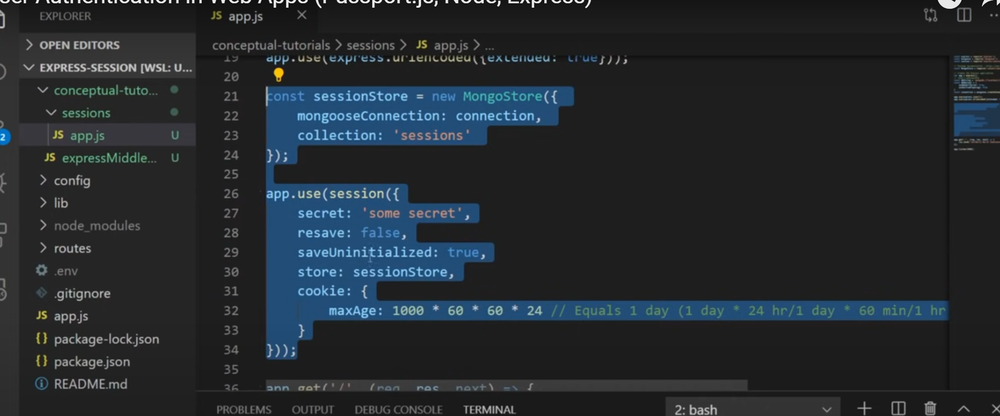 ser Authentication in Web Apps (Passport.js, Node, Express)
EXPLORER
OPEN EDITORS
EXPRESS-SESSION [WSL: U...
conceptual-tuto...
sessions
JS app.js U
JS expressMiddle... U
config
lib
node_modules
routes
.env
.gitignore
JS app.js
{} package-lock.json
{} package.json
README.md
2
JS app.js
conceptual-tutorials > sessions > JS app.js > ...
19 app.use(express.urlencoded({extended: true}));
20
21 const sessionStore = new MongoStore({
22 mongooseConnection: connection,
23 collection: 'sessions'
24 });
25
26 app.use(session({
27 secret: 'some secret',
28 resave: false,
29 saveUninitialized: true,
30 store: sessionStore,
31 cookie: {
32 maxAge: 1000 * 60 * 60 * 24 // Equals 1 day (1 day * 24 hr/1 day * 60 min/1 hr
33 }
34 }));
35
36 app.get('/', (req, res, next) => {
PROBLEMS OUTPUT DEBUG CONSOLE TERMINAL 2: bash